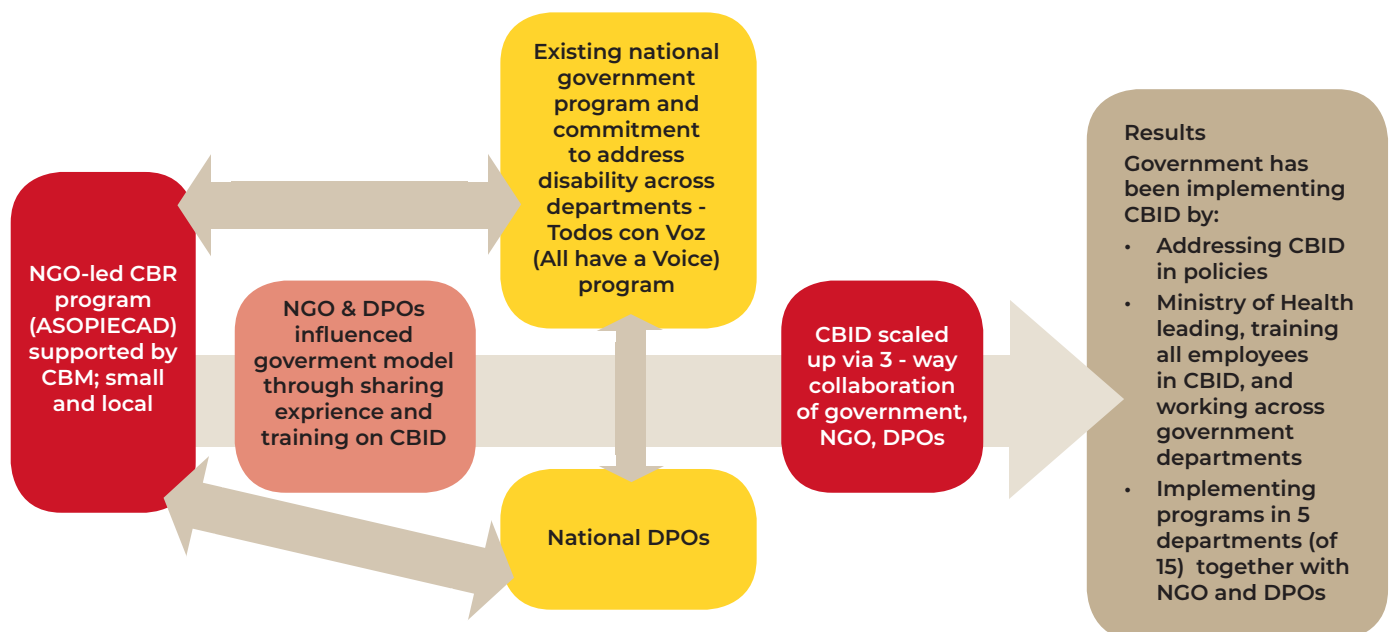 NGO-led CBR
program
(ASOPIECAD)
supported by
CBM; small
and local
NGO & DPOs
influenced
goverment model
through sharing
exprience and
training on CBID
Existing national
government
program and
commitment
to address
disability across
departments -
Todos con Voz
(All have a Voice)
program
National DPOs
CBID scaled
up via 3 - way
collaboration
of government,
NGO, DPOs
Results
Government has
been implementing
CBID by:
• Addressing CBID
in policies
• Ministry of Health
leading, training
all employees
in CBID, and
working across
government
departments
• Implementing
programs in 5
departments (of
15) together with
NGO and DPOs